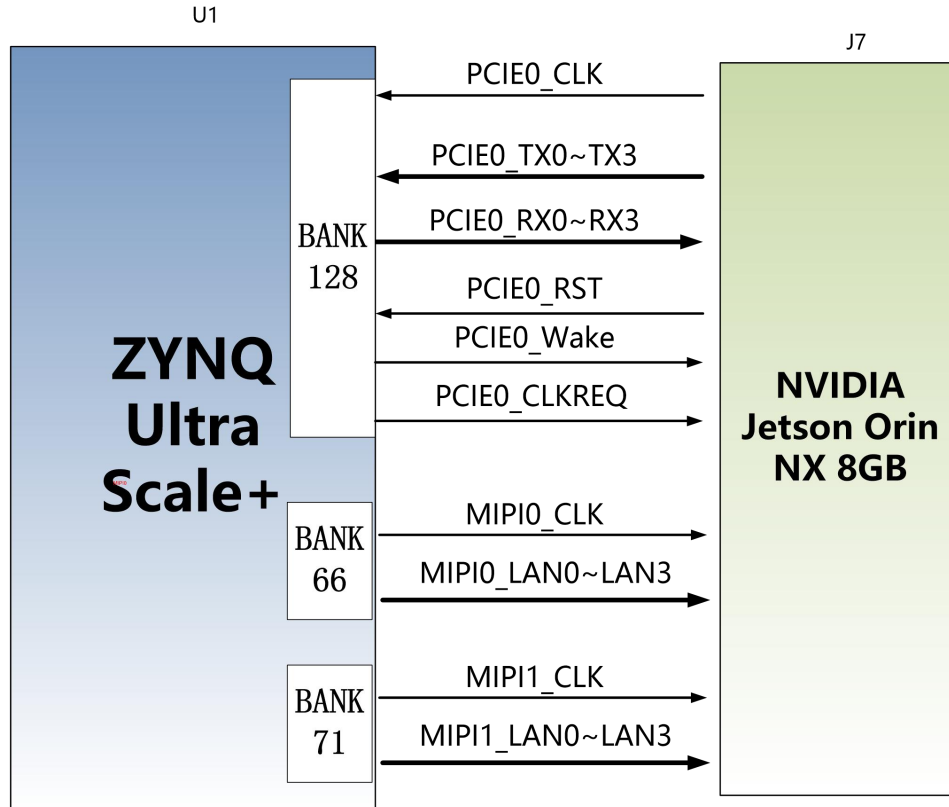 U1
J7
PCIE0_CLK
PCIE0_TX0~TX3
PCIE0_RX0~RX3
BANK
128
PCIE0_RST
PCIE0_Wake
PCIE0_CLKREQ
ZYNQ
Ultra
Scale+
MIPI0
NVIDIA
Jetson Orin
NX 8GB
BANK
66
MIPI0_CLK
MIPI0_LAN0~LAN3
BANK
71
MIPI1_CLK
MIPI1_LAN0~LAN3